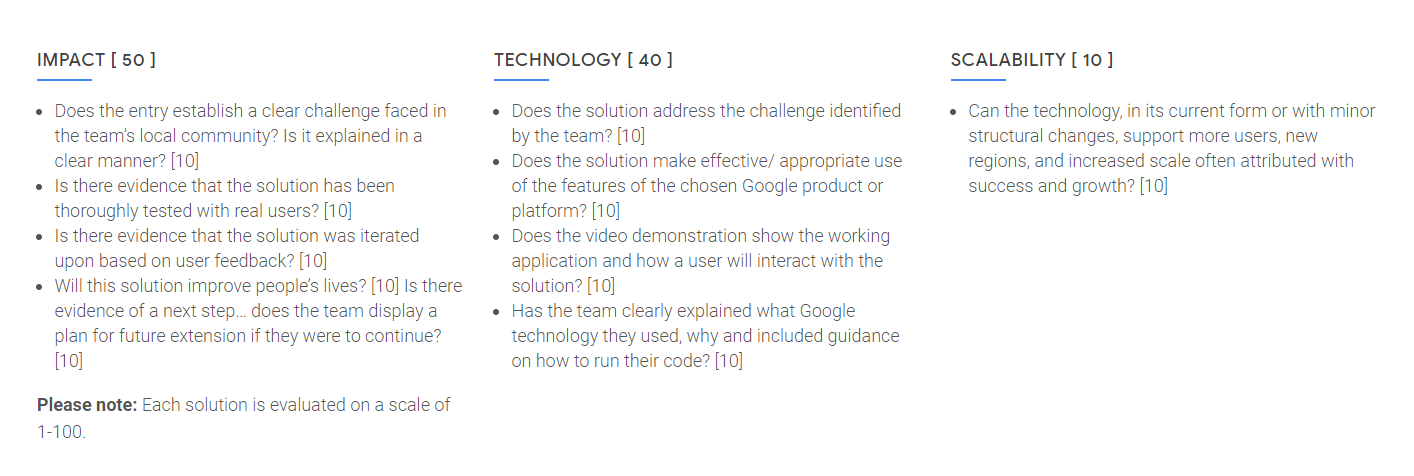 IMPACT [ 50 ]
• Does the entry establish a clear challenge faced in
the team's local community? Is it explained in a
clear manner? [10]
• Is there evidence that the solution has been
thoroughly tested with real users? [10]
• Is there evidence that the solution was iterated
upon based on user feedback? [10]
• Will this solution improve people's lives? [10] Is there
evidence of a next step... does the team display a
plan for future extension if they were to continue?
[10]
Please note: Each solution is evaluated on a scale of
1-100.
TECHNOLOGY [ 40 ]
• Does the solution address the challenge identified
by the team? [10]
• Does the solution make effective/ appropriate use
of the features of the chosen Google product or
platform? [10]
• Does the video demonstration show the working
application and how a user will interact with the
solution? [10]
• Has the team clearly explained what Google
technology they used, why and included guidance
on how to run their code? [10]
SCALABILITY [ 10 ]
• Can the technology, in its current form or with minor
structural changes, support more users, new
regions, and increased scale often attributed with
success and growth? [10]